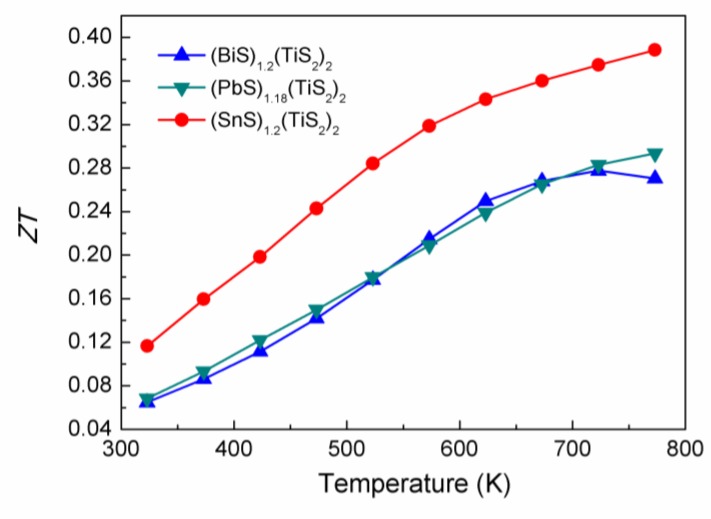 0.40
0.36
0.32
0.28
0.24
0.20
0.16
0.12
0.08
0.04
ZT
(BiS)₁.₂(TiS₂)₂
(PbS)₁.₁₈(TiS₂)₂
(SnS)₁.₂(TiS₂)₂
300 400 500 600 700 800
Temperature (K)